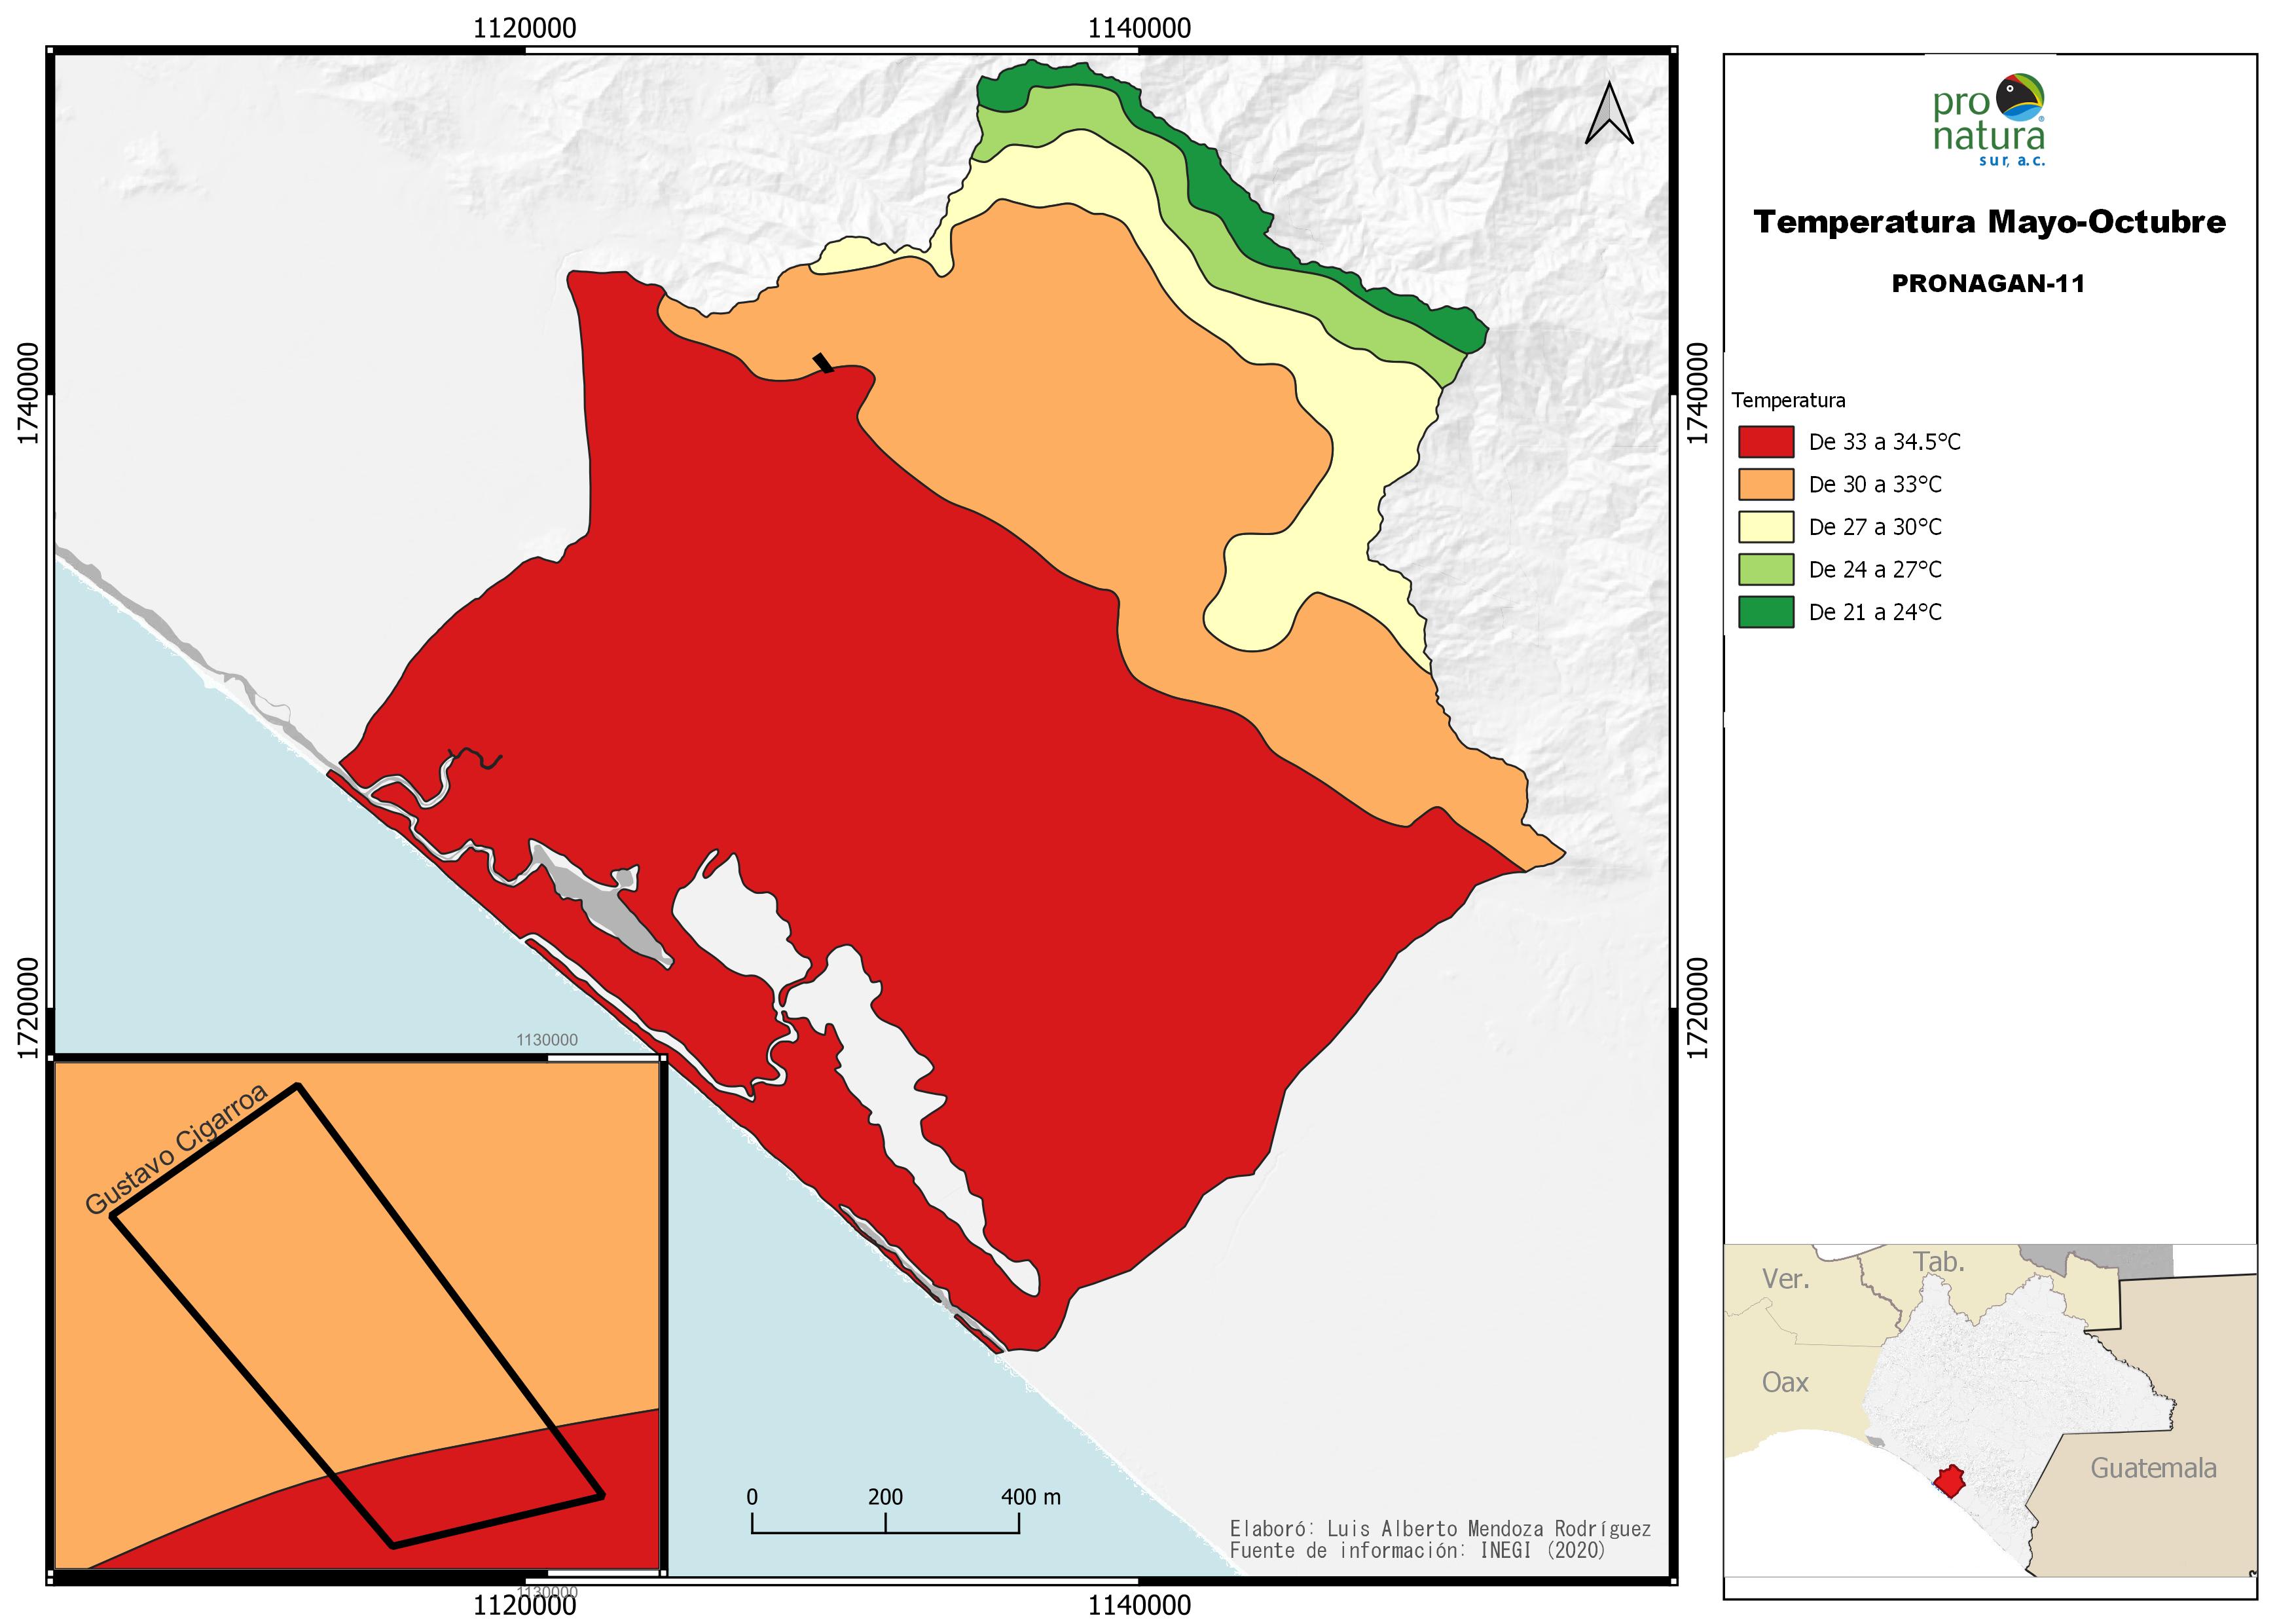 1120000
1140000
1740000
1740000
1720000
1720000
1130000
Gustavo Cigarroa
0 200 400 m
Elaboró: Luis Alberto Mendoza Rodríguez
Fuente de información: INEGI (2020)
1130000
1120000
1140000
pro
natura
®
sur, a.c.
Temperatura Mayo-Octubre
PRONAGAN-11
Temperatura
De 33 a 34.5°C
De 30 a 33°C
De 27 a 30°C
De 24 a 27°C
De 21 a 24°C
Ver.
Tab.
Oax
Guatemala